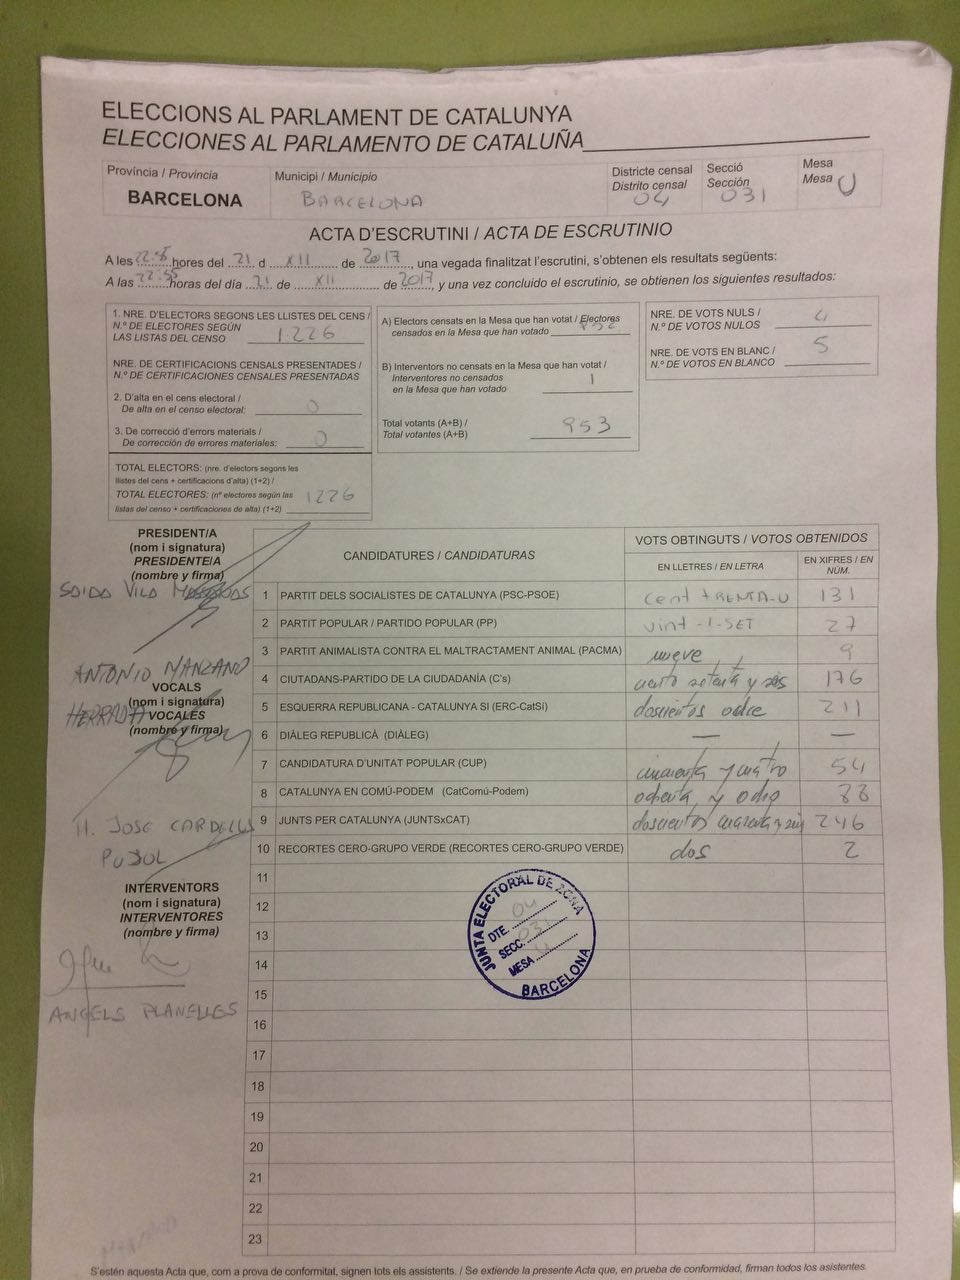 ELECCIONS AL PARLAMENT DE CATALUNYA
ELECCIONES AL PARLAMENTO DE CATALUÑA
Província / Provincia
BARCELONA
Municipi / Municipio
BARCELONA
Districte censal
Distrito censal
04
Secció
Sección
031
Mesa
Mesa U
ACTA D'ESCRUTINI / ACTA DE ESCRUTINIO
A les 22:55 hores del 21 d XII de 2017, una vegada finalitzat l'escrutini, s'obtenen els resultats següents:
A las 22:55 horas del día 21 de XII de 2017, y una vez concluido el escrutinio, se obtienen los siguientes resultados:
1. NRE. D'ELECTORS SEGONS LES LLISTES DEL CENS /
N.º DE ELECTORES SEGÚN
LAS LISTAS DEL CENSO 1.226
NRE. DE CERTIFICACIONS CENSALS PRESENTADES /
N.º DE CERTIFICACIONES CENSALES PRESENTADAS
2. D'alta en el cens electoral /
De alta en el censo electoral: 0
3. De correcció d'errors materials /
De corrección de errores materiales: 0
TOTAL ELECTORS: (nre. d'electors segons les
llistes del cens + certificacions d'alta) (1+2) /
TOTAL ELECTORES: (nº electores según las 1226
listas del censo + certificaciones de alta) (1+2)
A) Electors censats en la Mesa que han votat / Electores
censados en la Mesa que han votado 952
B) Interventors no censats en la Mesa que han votat /
Interventores no censados
en la Mesa que han votado 1
Total votants (A+B) /
Total votantes (A+B) 953
NRE. DE VOTS NULS /
N.º DE VOTOS NULOS 4
NRE. DE VOTS EN BLANC /
N.º DE VOTOS EN BLANCO 5
PRESIDENT/A
(nom i signatura)
PRESIDENTE/A
(nombre y firma)
SAIDA VILA
ANTONIO MANZANO
VOCALS
(nom i signatura)
VOCALES
(nombre y firma)
JOSE CARDELLS
PUJOL
INTERVENTORS
(nom i signatura)
INTERVENTORES
(nombre y firma)
ANGELS PLANELLES
CANDIDATURES / CANDIDATURAS
VOTS OBTINGUTS / VOTOS OBTENIDOS
EN LLETRES / EN LETRA
EN XIFRES / EN
NÚM.
1 PARTIT DELS SOCIALISTES DE CATALUNYA (PSC-PSOE) cent tRENTA-U 131
2 PARTIT POPULAR / PARTIDO POPULAR (PP) vint-i-SET 27
3 PARTIT ANIMALISTA CONTRA EL MALTRACTAMENT ANIMAL (PACMA) nueve 9
4 CIUTADANS-PARTIDO DE LA CIUDADANÍA (C's) ciento setenta y seis 176
5 ESQUERRA REPUBLICANA - CATALUNYA SI (ERC-CatSí) doscientos once 211
6 DIÀLEG REPUBLICÀ (DIÀLEG) — —
7 CANDIDATURA D'UNITAT POPULAR (CUP) cincuenta y cuatro 54
8 CATALUNYA EN COMÚ-PODEM (CatComú-Podem) ochenta y ocho 88
9 JUNTS PER CATALUNYA (JUNTSxCAT) doscientos cuarenta y seis 246
10 RECORTES CERO-GRUPO VERDE (RECORTES CERO-GRUPO VERDE) dos 2
11
12
13
14
15
16
17
18
19
20
21
22
23
JUNTA ELECTORAL DE ZONA
DTE. 04
SECC. 031
MESA U
BARCELONA
S'estén aquesta Acta que, com a prova de conformitat, signen tots els assistents. / Se extiende la presente Acta que, en prueba de conformidad, firman todos los asistentes.